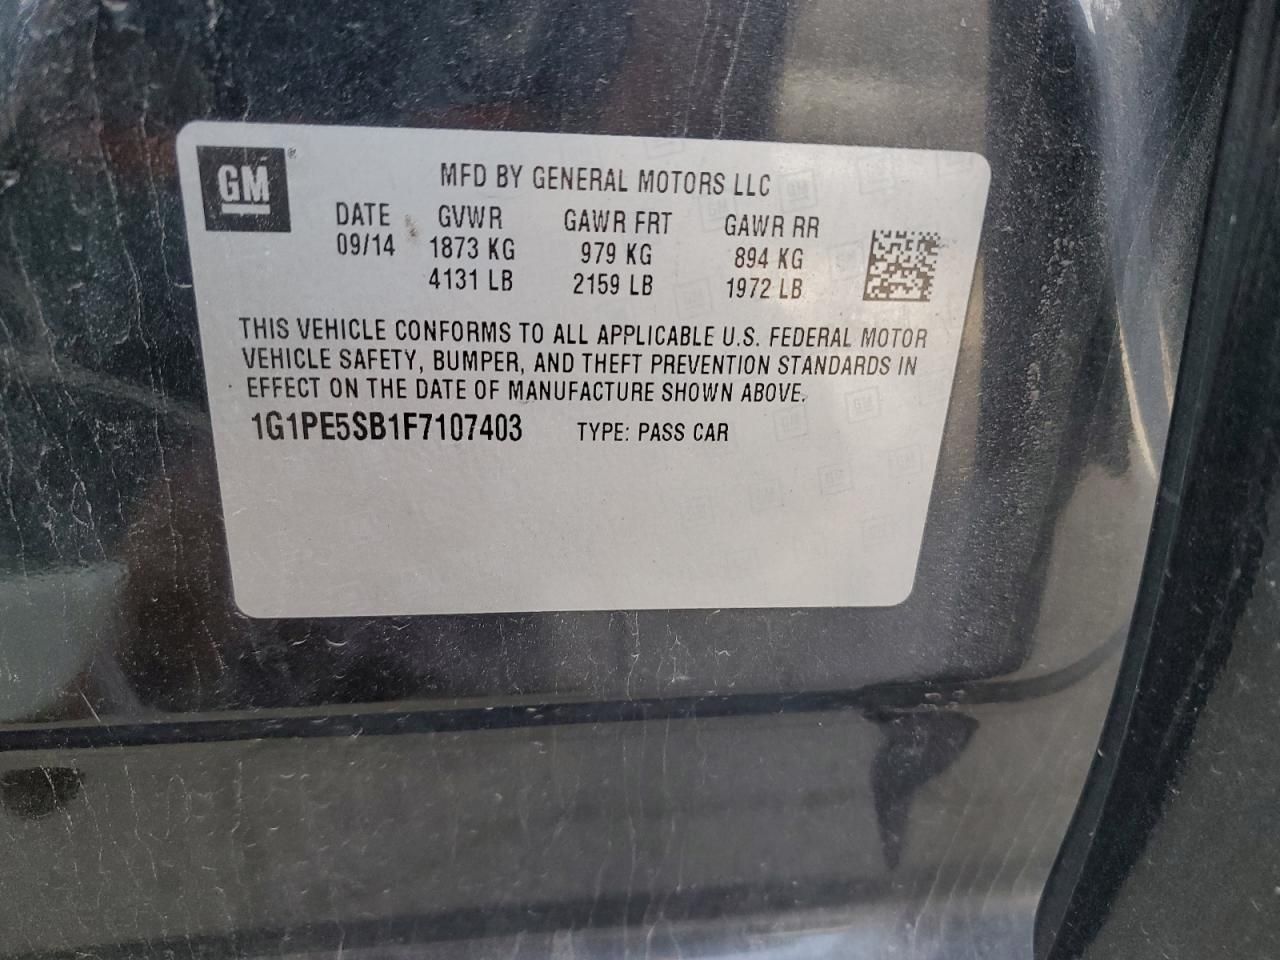 GM®
MFD BY GENERAL MOTORS LLC
DATE GVWR GAWR FRT GAWR RR
09/14 1873 KG 979 KG 894 KG
4131 LB 2159 LB 1972 LB
THIS VEHICLE CONFORMS TO ALL APPLICABLE U.S. FEDERAL MOTOR
VEHICLE SAFETY, BUMPER, AND THEFT PREVENTION STANDARDS IN
EFFECT ON THE DATE OF MANUFACTURE SHOWN ABOVE.
1G1PE5SB1F7107403 TYPE: PASS CAR